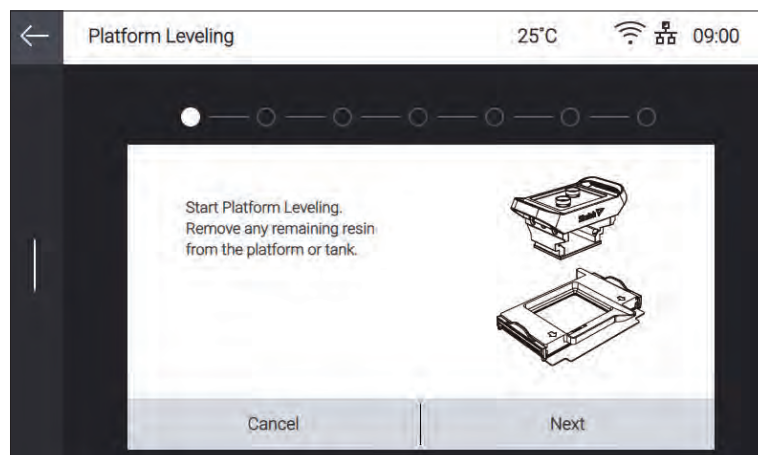 Platform Leveling
25°C
09:00
Start Platform Leveling.
Remove any remaining resin
from the platform or tank.
Cancel
Next